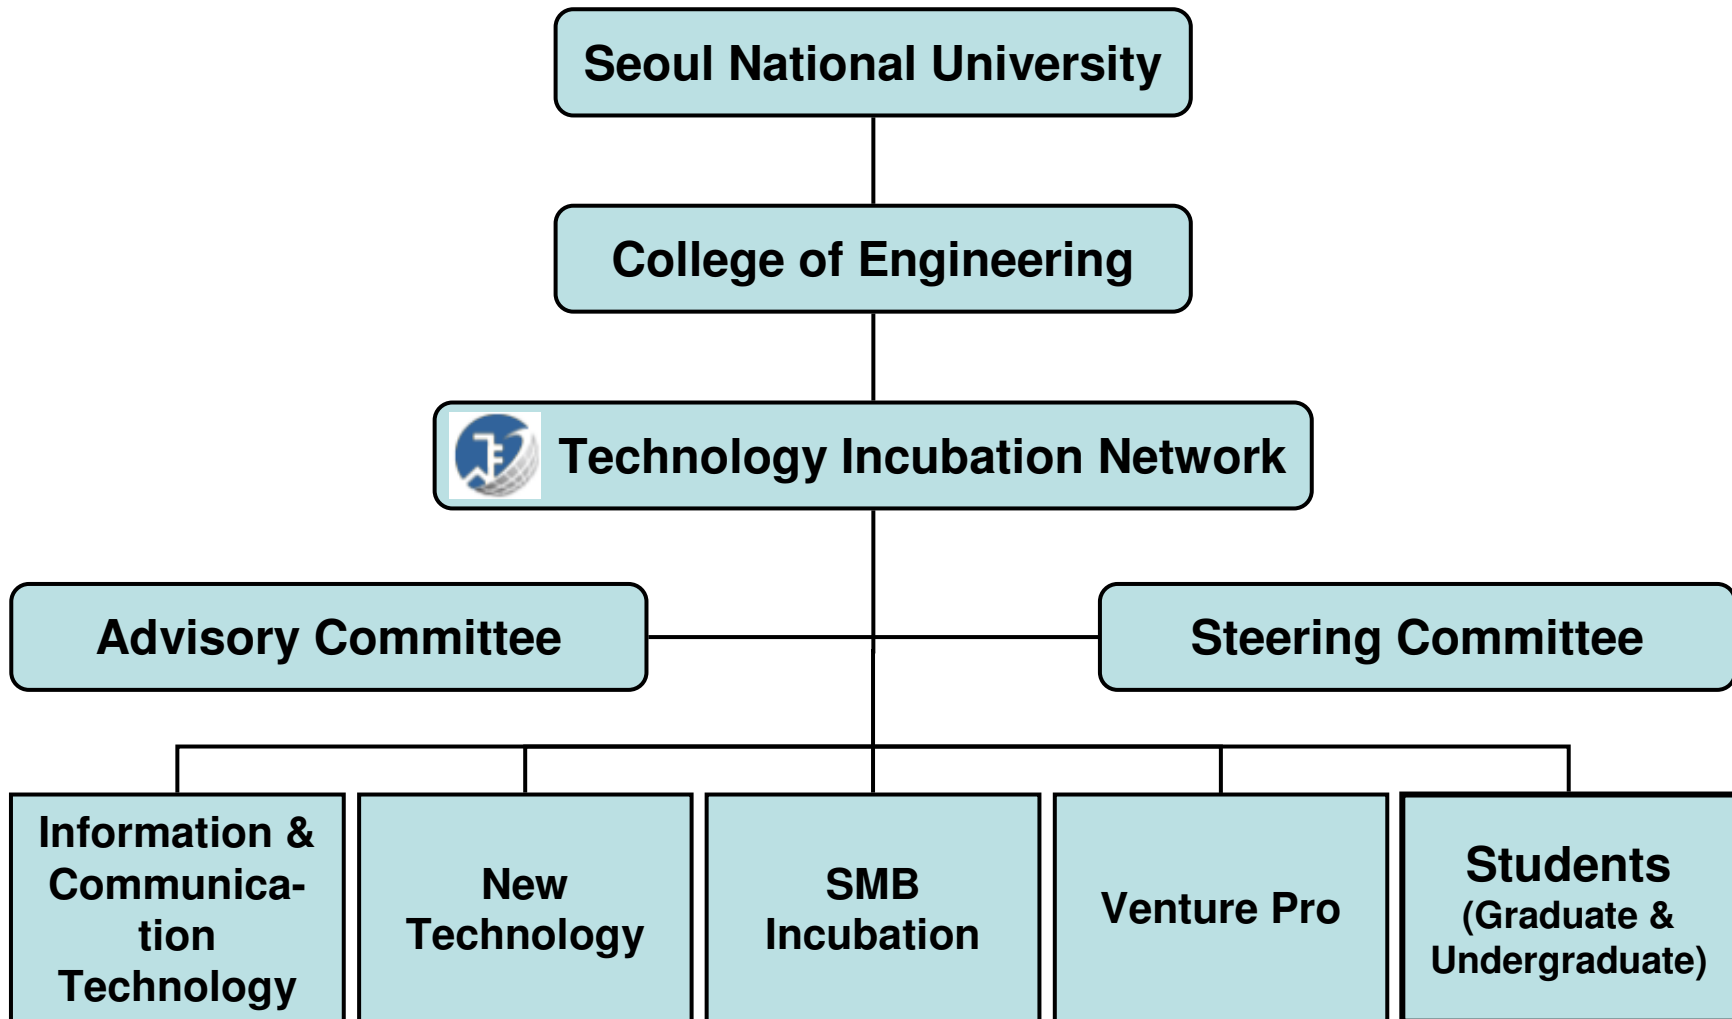 Seoul National University
College of Engineering
Technology Incubation Network
Advisory Committee
Steering Committee
Information &
Communica-
tion
Technology
New
Technology
SMB
Incubation
Venture Pro
Students
(Graduate &
Undergraduate)